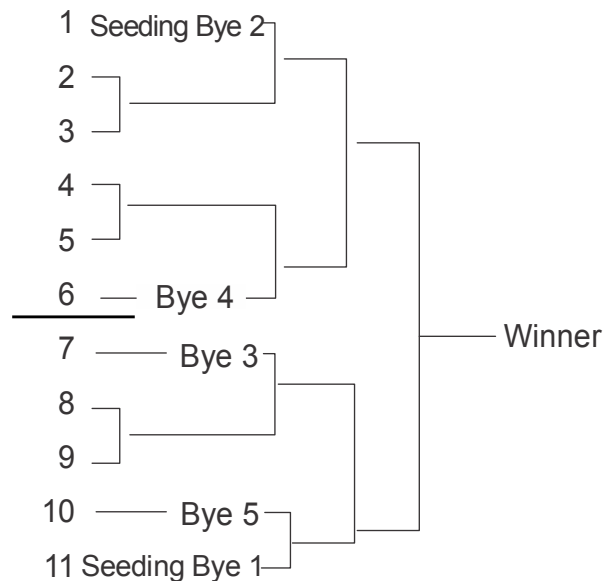 1 Seeding Bye 2
2
3
4
5
6 Bye 4
Winner
7 Bye 3
8
9
10 Bye 5
11 Seeding Bye 1